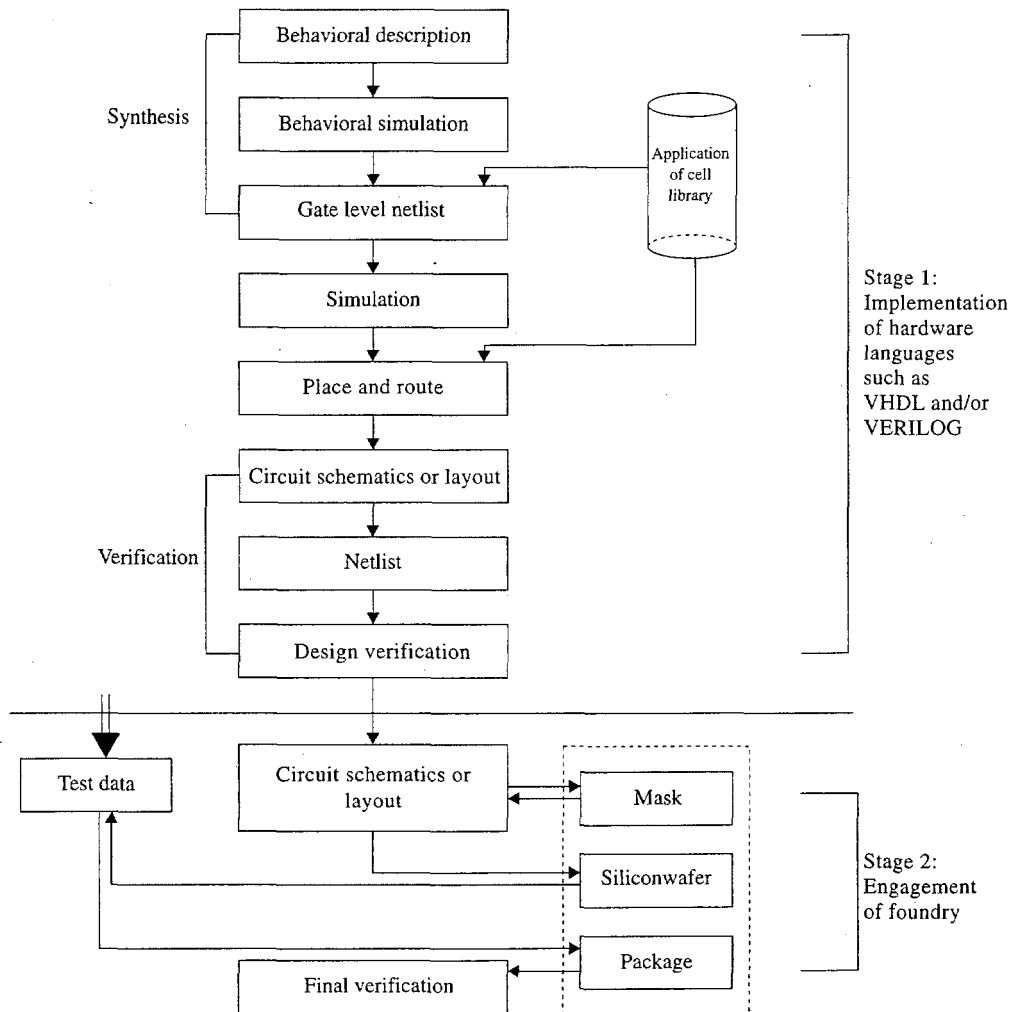 Behavioral description
Synthesis
Behavioral simulation
Application
of cell
library
Gate level netlist
Simulation
Place and route
Stage 1:
Implementation
of hardware
languages
such as
VHDL and/or
VERILOG
Circuit schematics or layout
Verification
Netlist
Design verification
Test data
Circuit schematics or
layout
Mask
Siliconwafer
Stage 2:
Engagement
of foundry
Package
Final verification